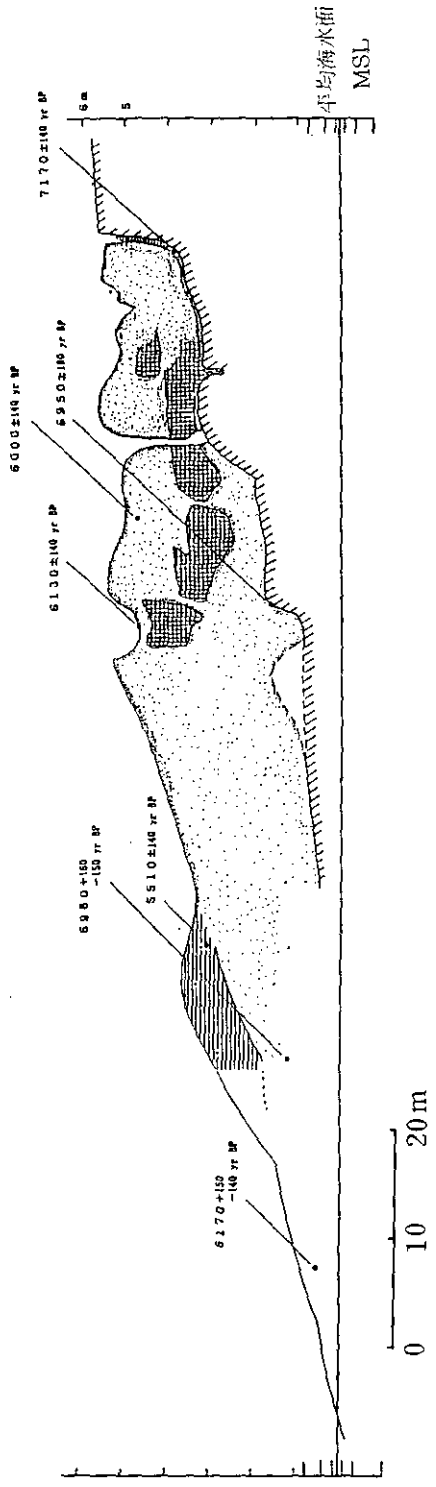 6170+150
-140 yr BP
6980+150
-150 yr BP
5510±140 yr BP
6130±140 yr BP
6000±140 yr BP
6950±180 yr BP
7170±140 yr BP
6m
5
平均海水面
MSL
0 10 20m